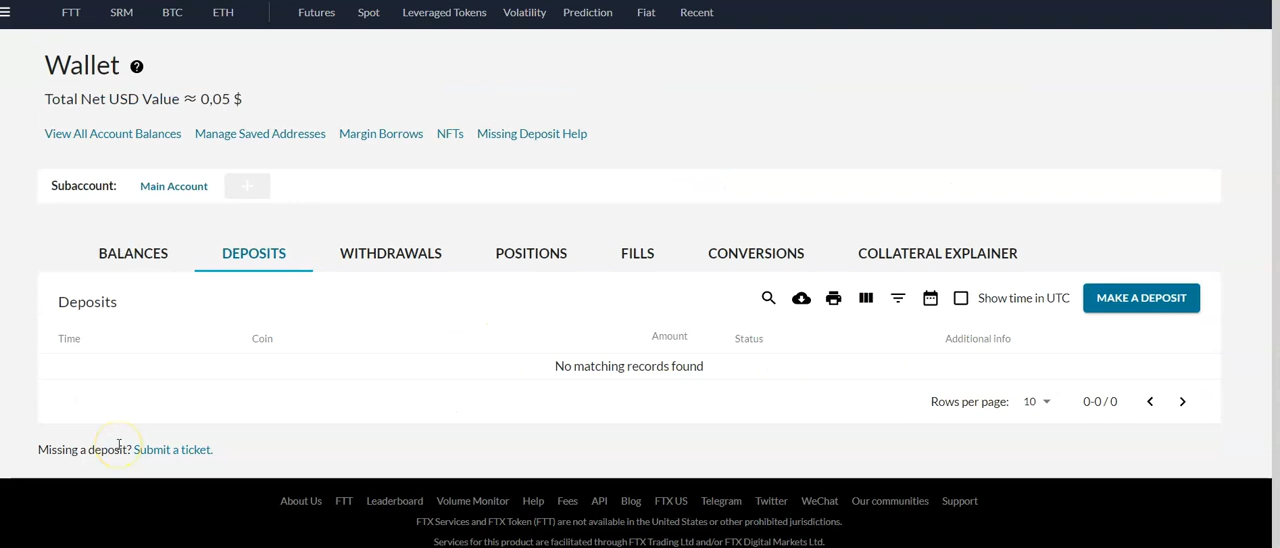 FTT SRM BTC ETH Futures Spot Leveraged Tokens Volatility Prediction Fiat Recent
Wallet ?
Total Net USD Value ≈ 0,05 $
View All Account Balances Manage Saved Addresses Margin Borrows NFTs Missing Deposit Help
Subaccount: Main Account +
BALANCES DEPOSITS WITHDRAWALS POSITIONS FILLS CONVERSIONS COLLATERAL EXPLAINER
Deposits Show time in UTC MAKE A DEPOSIT
Time Coin Amount Status Additional info
No matching records found
Rows per page: 10 0-0 / 0
Missing a deposit? Submit a ticket.
About Us FTT Leaderboard Volume Monitor Help Fees API Blog FTX US Telegram Twitter WeChat Our communities Support
FTX Services and FTX Token (FTT) are not available in the United States or other prohibited jurisdictions.
Services for this product are facilitated through FTX Trading Ltd and/or FTX Digital Markets Ltd.